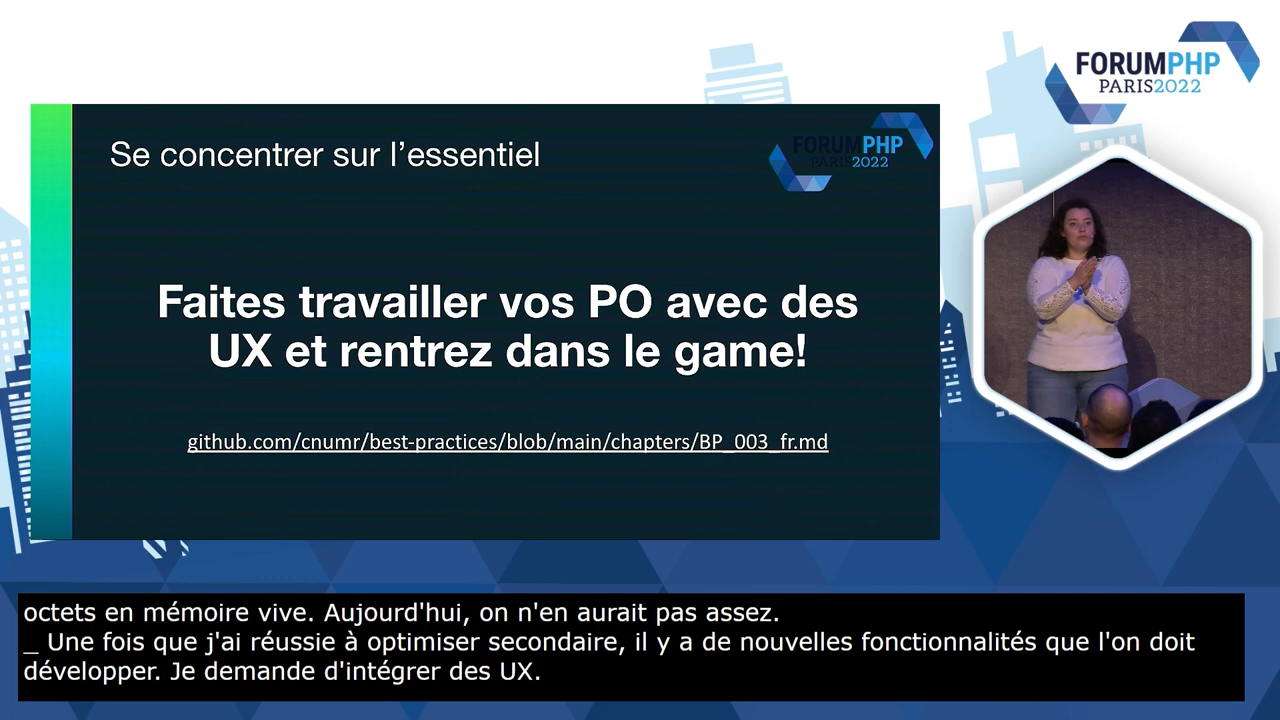 FORUMPHP
PARIS2022
Se concentrer sur l'essentiel
FORUMPHP
PARIS2022
Faites travailler vos PO avec des
UX et rentrez dans le game!
github.com/cnumr/best-practices/blob/main/chapters/BP_003_fr.md
octets en mémoire vive. Aujourd'hui, on n'en aurait pas assez.
_ Une fois que j'ai réussie à optimiser secondaire, il y a de nouvelles fonctionnalités que l'on doit
développer. Je demande d'intégrer des UX.